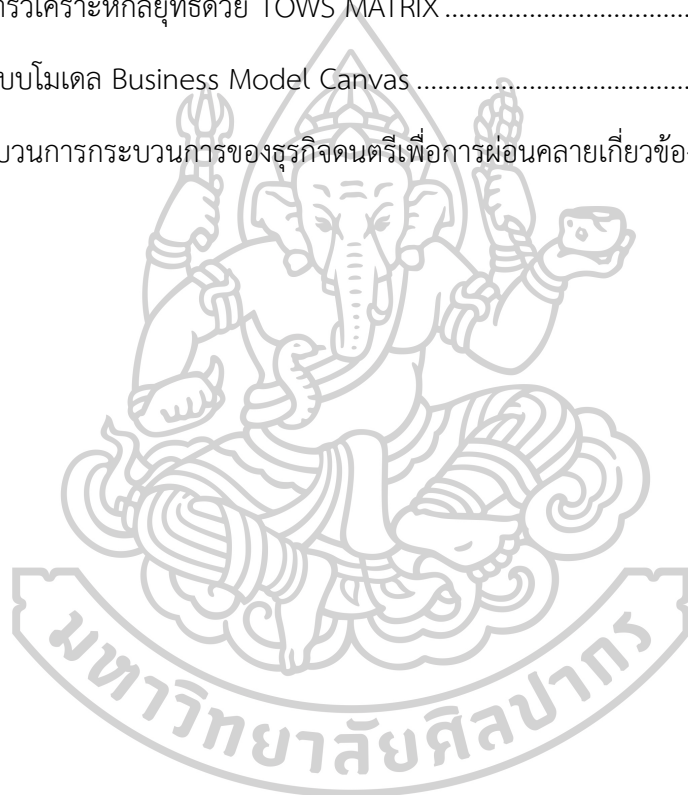 ารวิเคราะห์กลยุทธ์ด้วย TOWS MATRIX ....................................
บบโมเดล Business Model Canvas ........................................
บวนการกระบวนการของธุรกิจดนตรีเพื่อการผ่อนคลายเกี่ยวข้อ
มหาวิทยาลัยศิลปากร